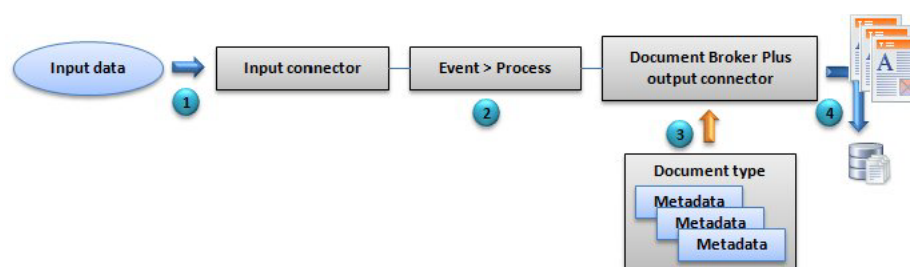 Input data
Input connector
Event > Process
Document Broker Plus
output connector
1
2
3
4
Document type
Metadata
Metadata
Metadata
A
A